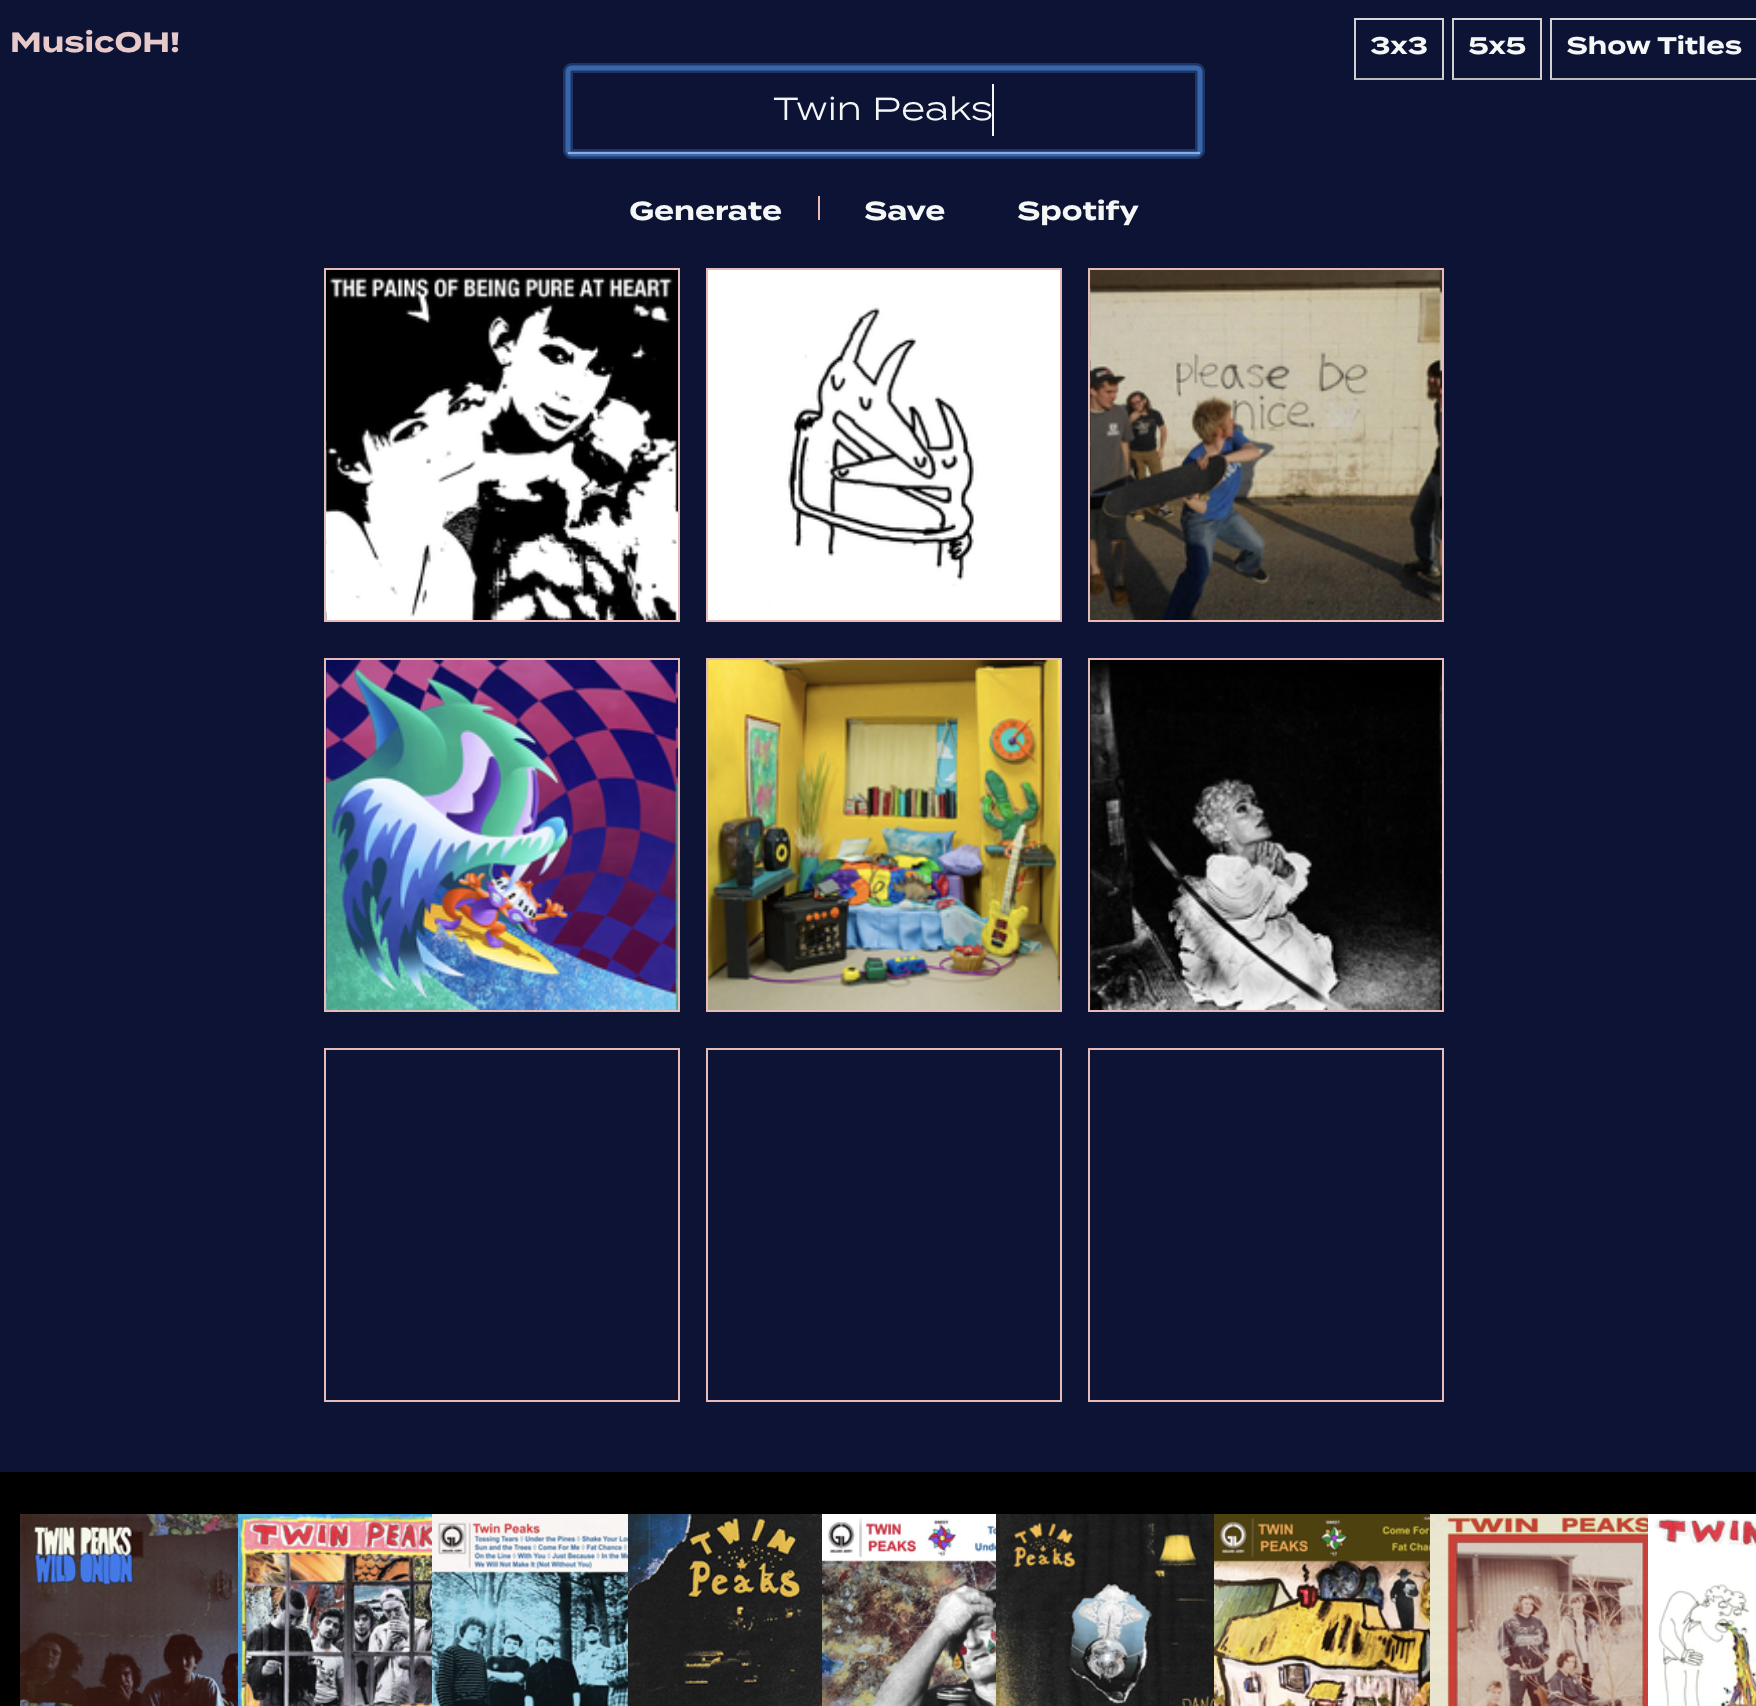 MusicOH!
3x3
5x5
Show Titles
Twin Peaks
Generate
Save
Spotify
THE PAINS OF BEING PURE AT HEART
please be
nice.
TWIN PEAKS
WILD ONION
TWIN PEAK
Twin Peaks
Tossing Tears
Under the Pines
Shake Your Lo
Sun and the Trees
Come For Me
Fat Chance
On the Line
With You
Just Because
In the M
We Will Not Make It (Not Without You)
TWIN
Peaks
TWIN
PEAKS
Und
TWIN
Peaks
TWIN
PEAKS
Come For
Fat Cha
TWIN PEAKS
TWIN